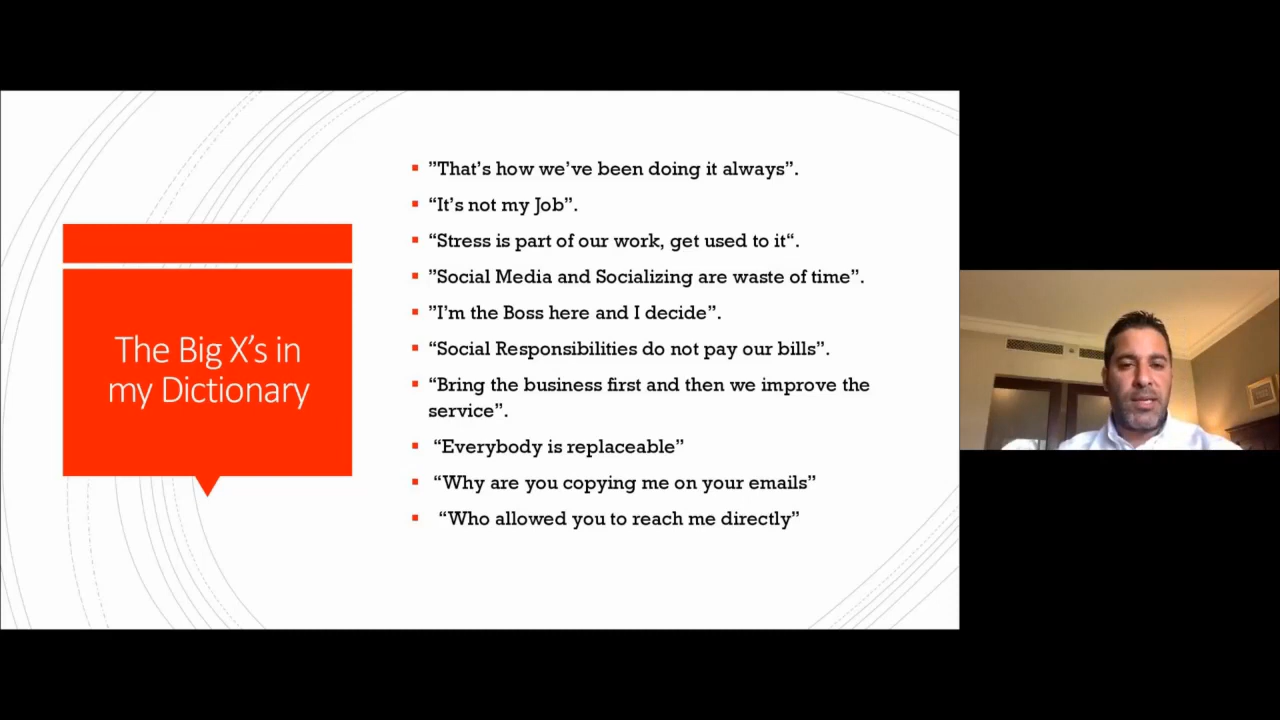 The Big X’s in
my Dictionary
”That’s how we’ve been doing it always”.
“It’s not my Job”.
“Stress is part of our work, get used to it“.
”Social Media and Socializing are waste of time”.
”I’m the Boss here and I decide”.
“Social Responsibilities do not pay our bills”.
“Bring the business first and then we improve the
service”.
“Everybody is replaceable”
“Why are you copying me on your emails”
“Who allowed you to reach me directly”